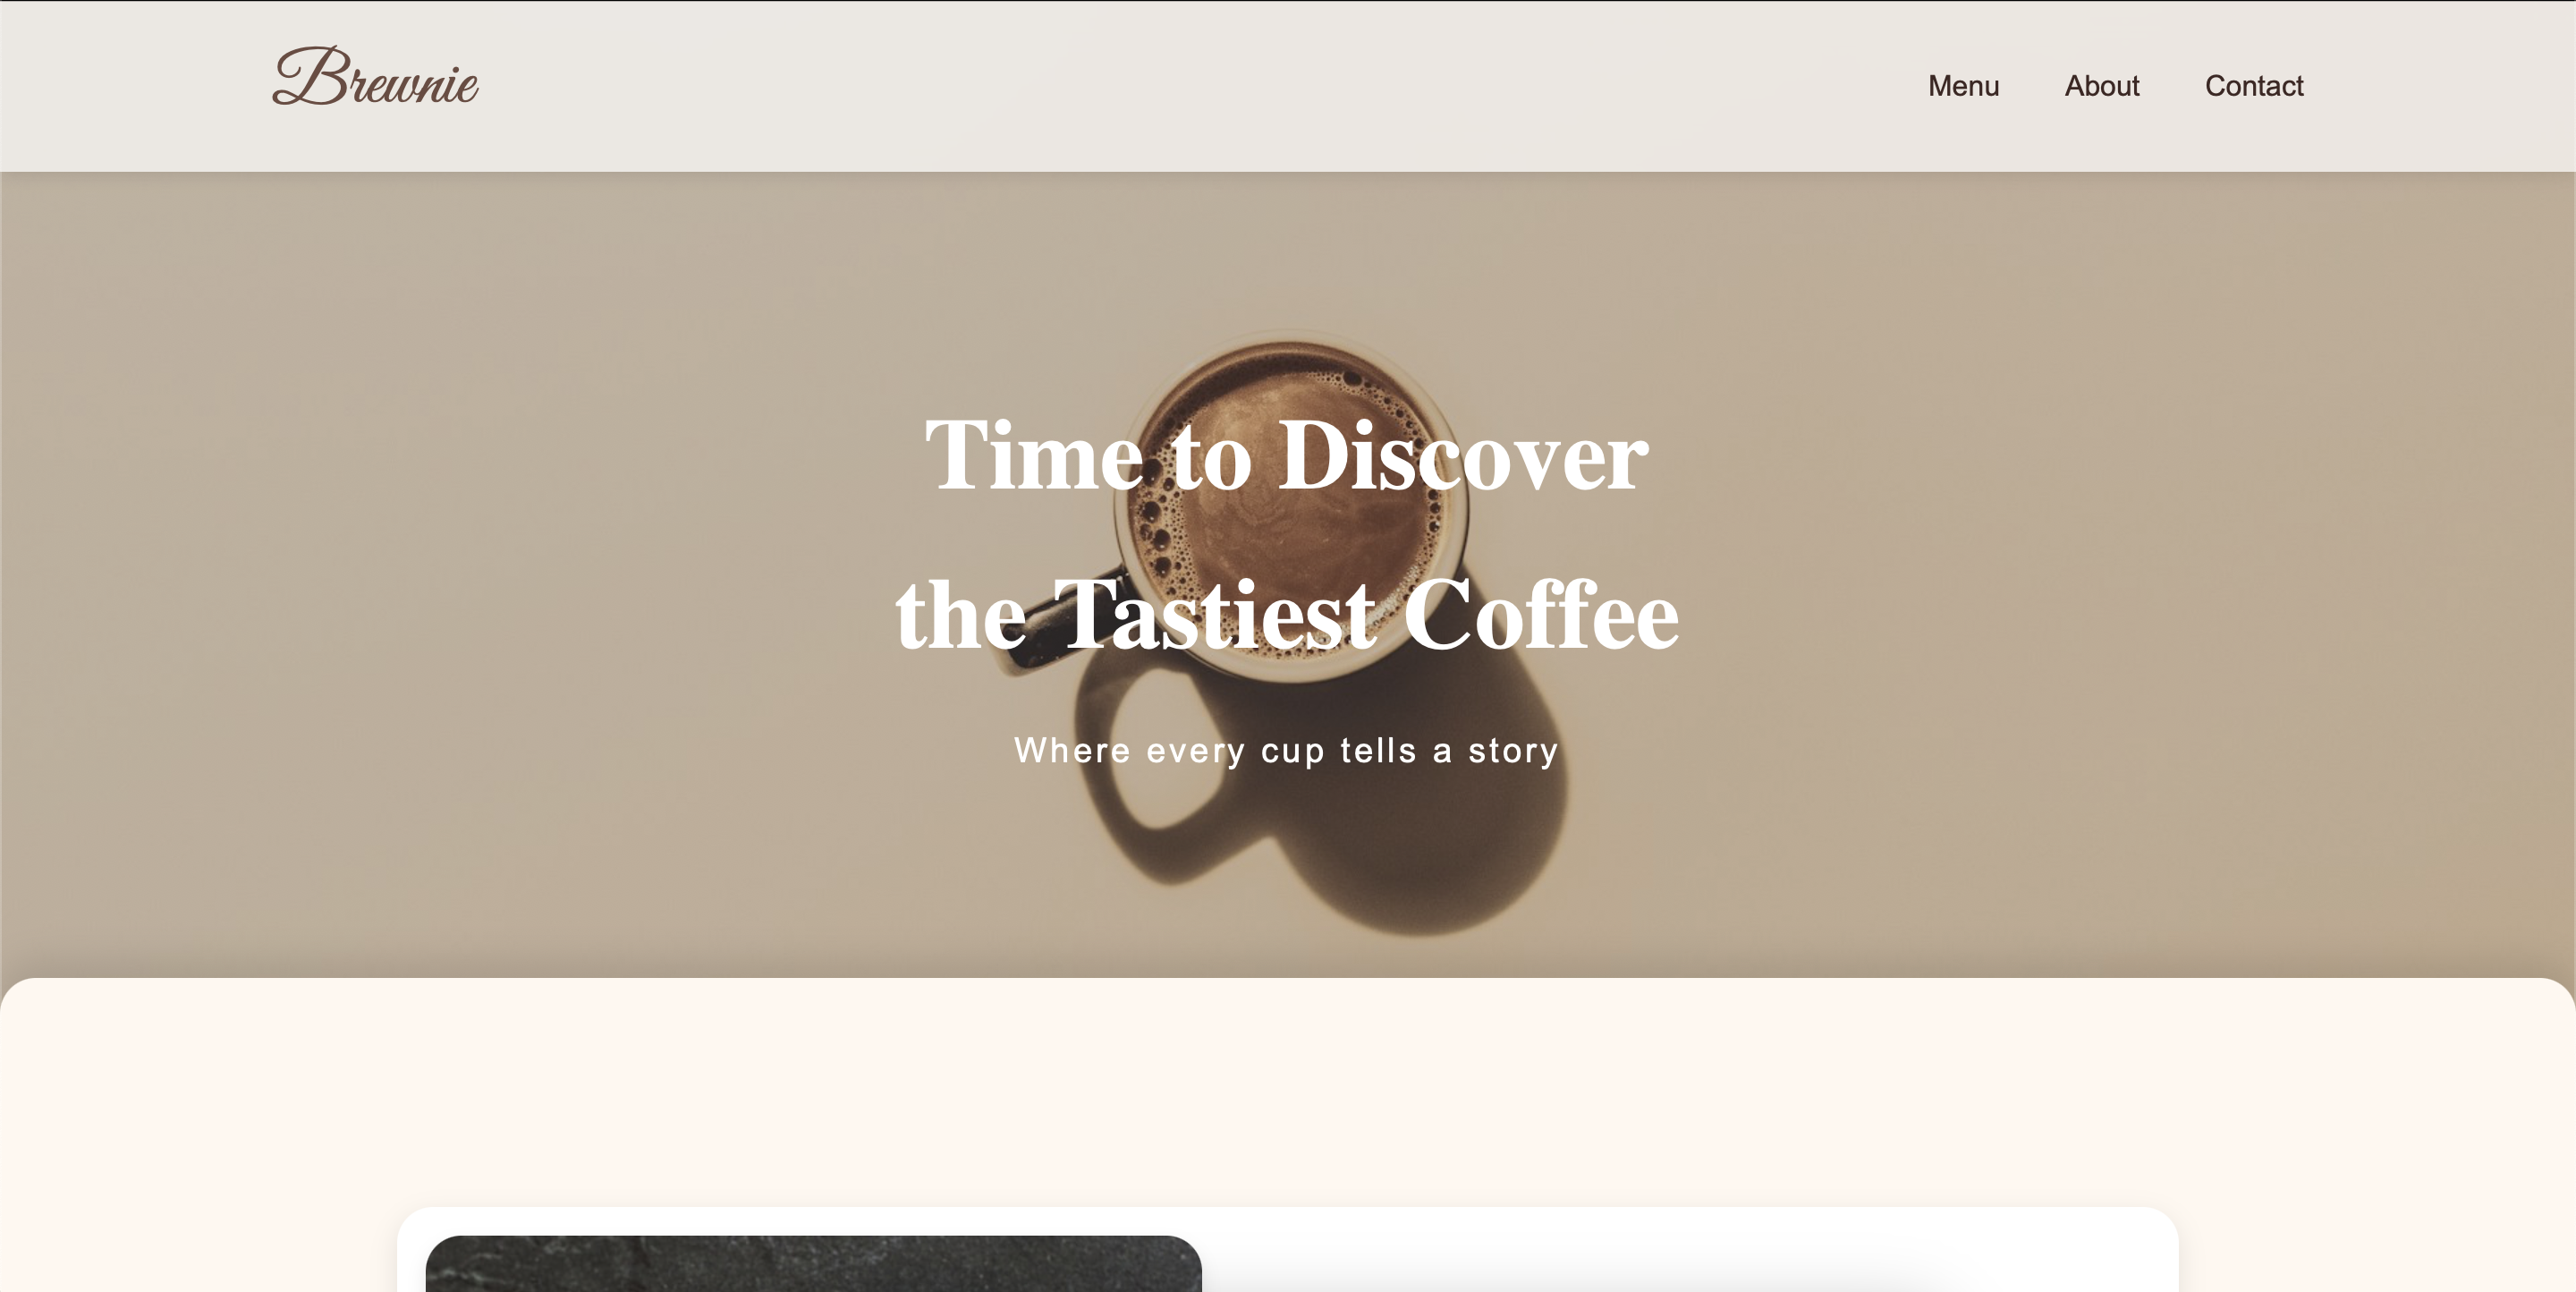 Brewnie
Menu About Contact
Time to Discover
the Tastiest Coffee
Where every cup tells a story